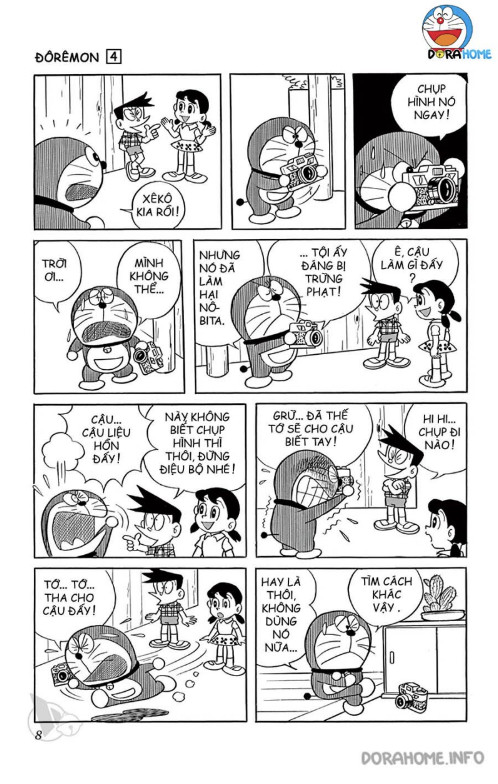 DORAHOME
ĐÔRÊMON 4
XÊKÔ
KIA RỒI!
CHỤP
HÌNH NÓ
NGAY!
TRỜI
ƠI...
MÌNH
KHÔNG
THỂ...
NHƯNG
NÓ ĐÃ
LÀM
HẠI
NÔ-
BITA.
... TỘI ẤY
ĐÁNG BỊ
TRỪNG
PHẠT!
Ê, CẬU
LÀM GÌ ĐẤY
?
CẬU...
CẬU LIỆU
HỒN
ĐẤY!
NÀY KHÔNG
BIẾT CHỤP
HÌNH THÌ
THÔI, ĐỪNG
ĐIỆU BỘ NHÉ!
GRỪ... ĐÃ THẾ
TỚ SẼ CHO CẬU
BIẾT TAY!
HI HI...
CHỤP ĐI
NÀO!
TỚ... TỚ...
THA CHO
CẬU ĐẤY!
HAY LÀ
THÔI,
KHÔNG
DÙNG
NÓ
NỮA...
TÌM CÁCH
KHÁC
VẬY.
8
DORAHOME.INFO